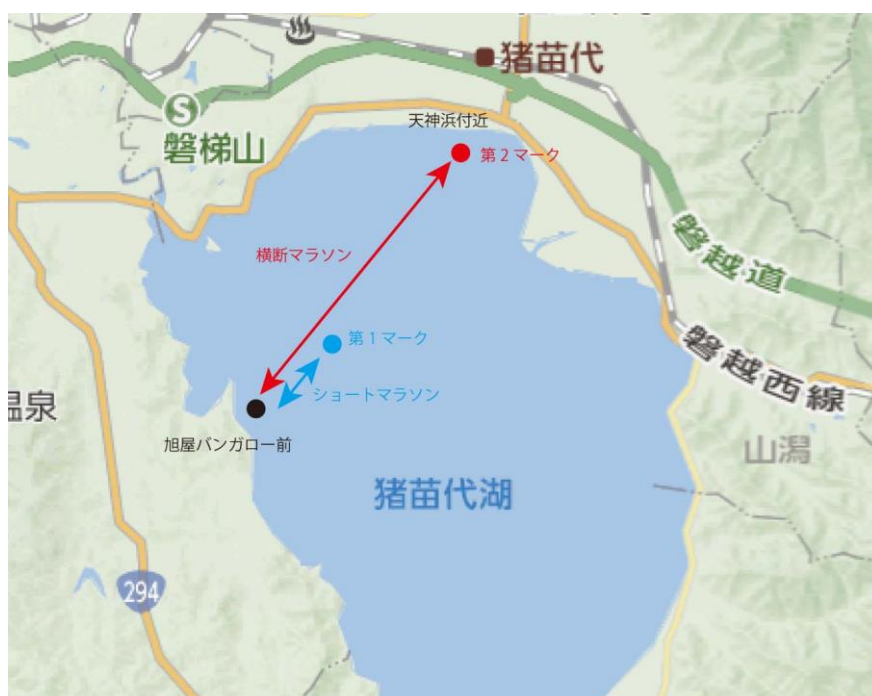 猪苗代
天神浜付近
S
磐梯山
第2マーク
磐越道
横断マラソン
第1マーク
磐越西線
ショートマラソン
温泉
旭屋バンガロー前
山潟
猪苗代湖
294